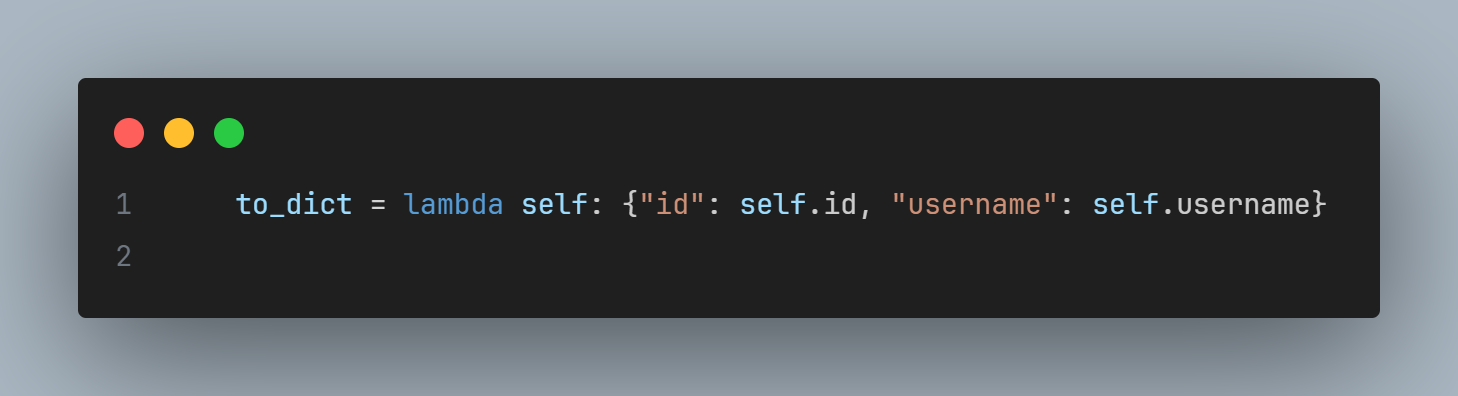 1    to_dict = lambda self: {"id": self.id, "username": self.username}
2